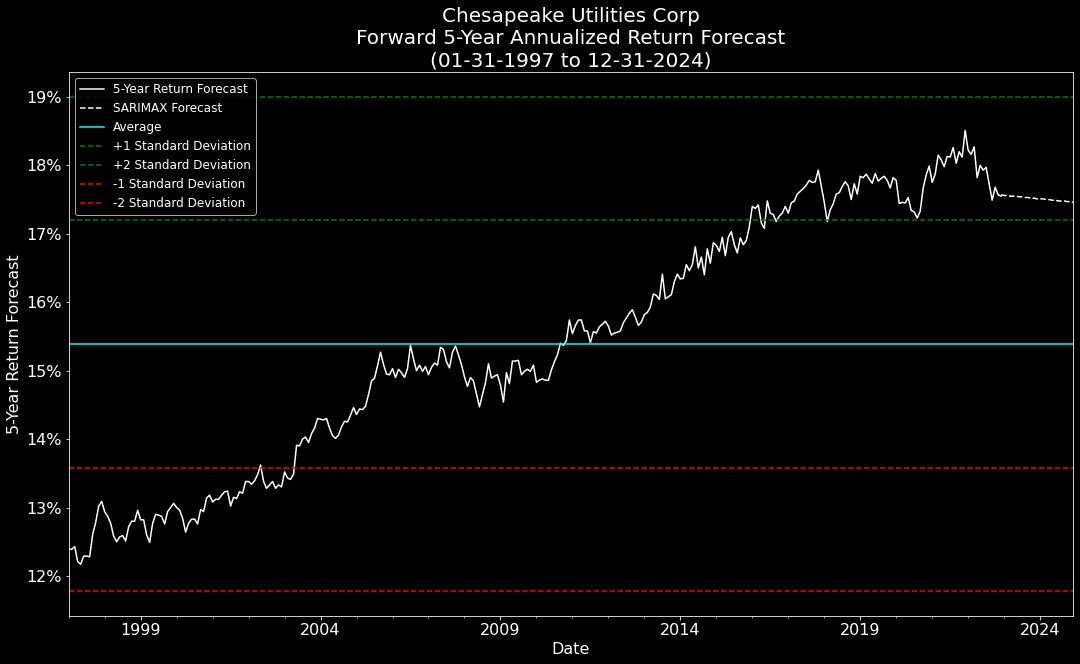 Chesapeake Utilities Corp
Forward 5-Year Annualized Return Forecast
(01-31-1997 to 12-31-2024)
5-Year Return Forecast
SARIMAX Forecast
Average
+1 Standard Deviation
+2 Standard Deviation
-1 Standard Deviation
-2 Standard Deviation
19%
18%
17%
16%
15%
14%
13%
12%
5-Year Return Forecast
1999
2004
2009
2014
2019
2024
Date